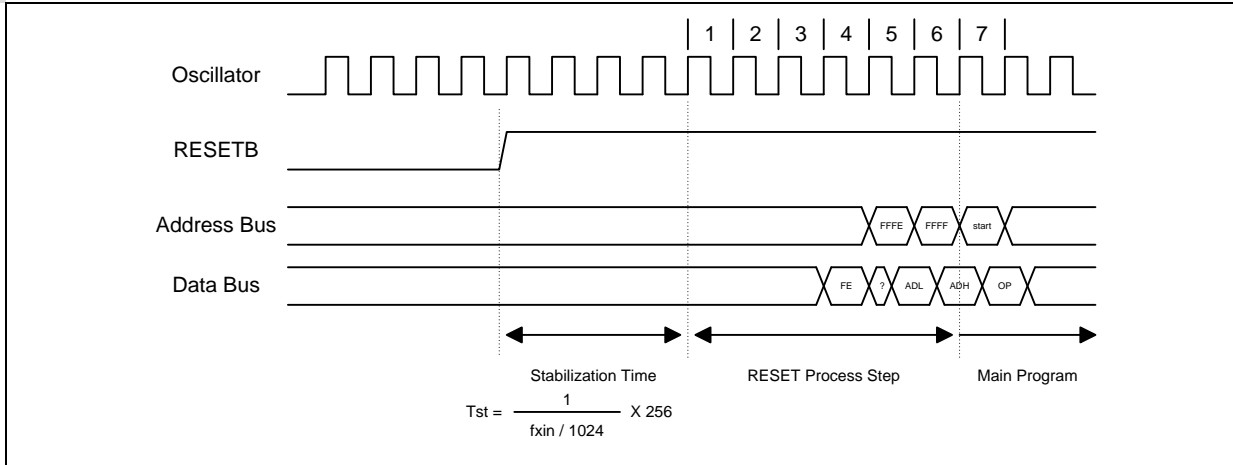 1 2 3 4 5 6 7
Oscillator
RESETB
Address Bus
FFFE FFFF start
Data Bus
FE ? ADL ADH OP
Stabilization Time RESET Process Step Main Program
Tst = 1 X 256
fxin / 1024